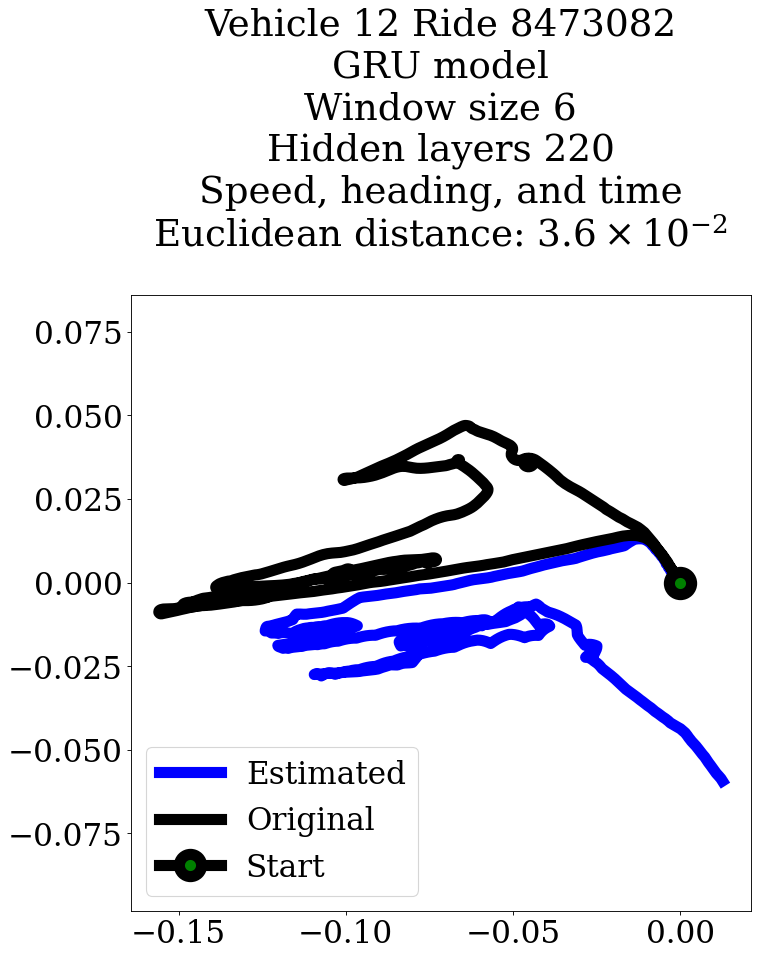 Vehicle 12 Ride 8473082
GRU model
Window size 6
Hidden layers 220
Speed, heading, and time
Euclidean distance: 3.6 × 10⁻²
0.075
0.050
0.025
0.000
−0.025
−0.050
−0.075
Estimated
Original
Start
−0.15 −0.10 −0.05 0.00